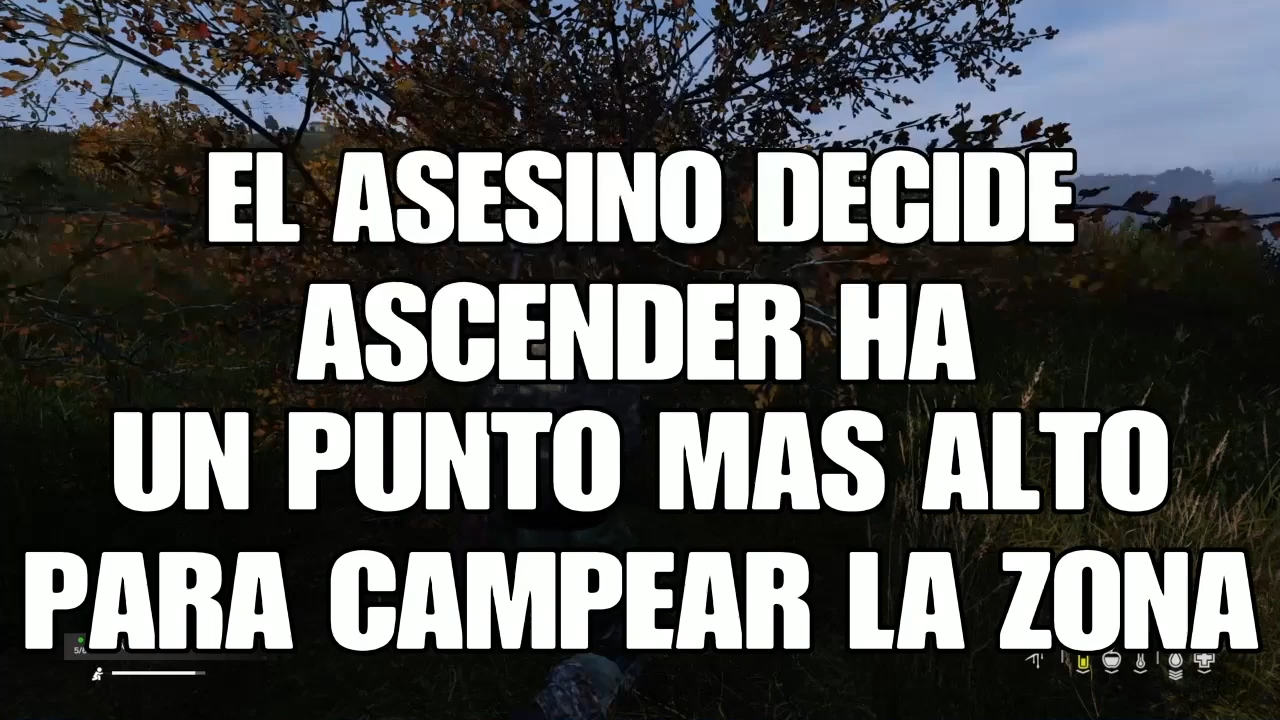 EL ASESINO DECIDE
ASCENDER HA
UN PUNTO MAS ALTO
PARA CAMPEAR LA ZONA